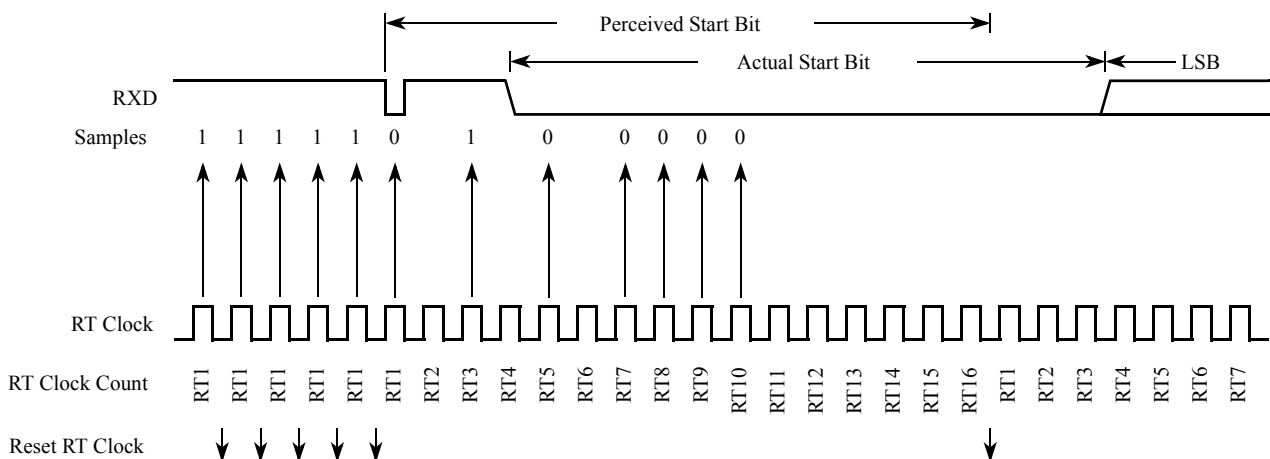 Perceived Start Bit
Actual Start Bit
LSB
RXD
Samples 1 1 1 1 1 0 1 0 0 0 0 0
RT Clock
RT Clock Count RT1 RT1 RT1 RT1 RT1 RT1 RT2 RT3 RT4 RT5 RT6 RT7 RT8 RT9 RT10 RT11 RT12 RT13 RT14 RT15 RT16 RT1 RT2 RT3 RT4 RT5 RT6 RT7
Reset RT Clock